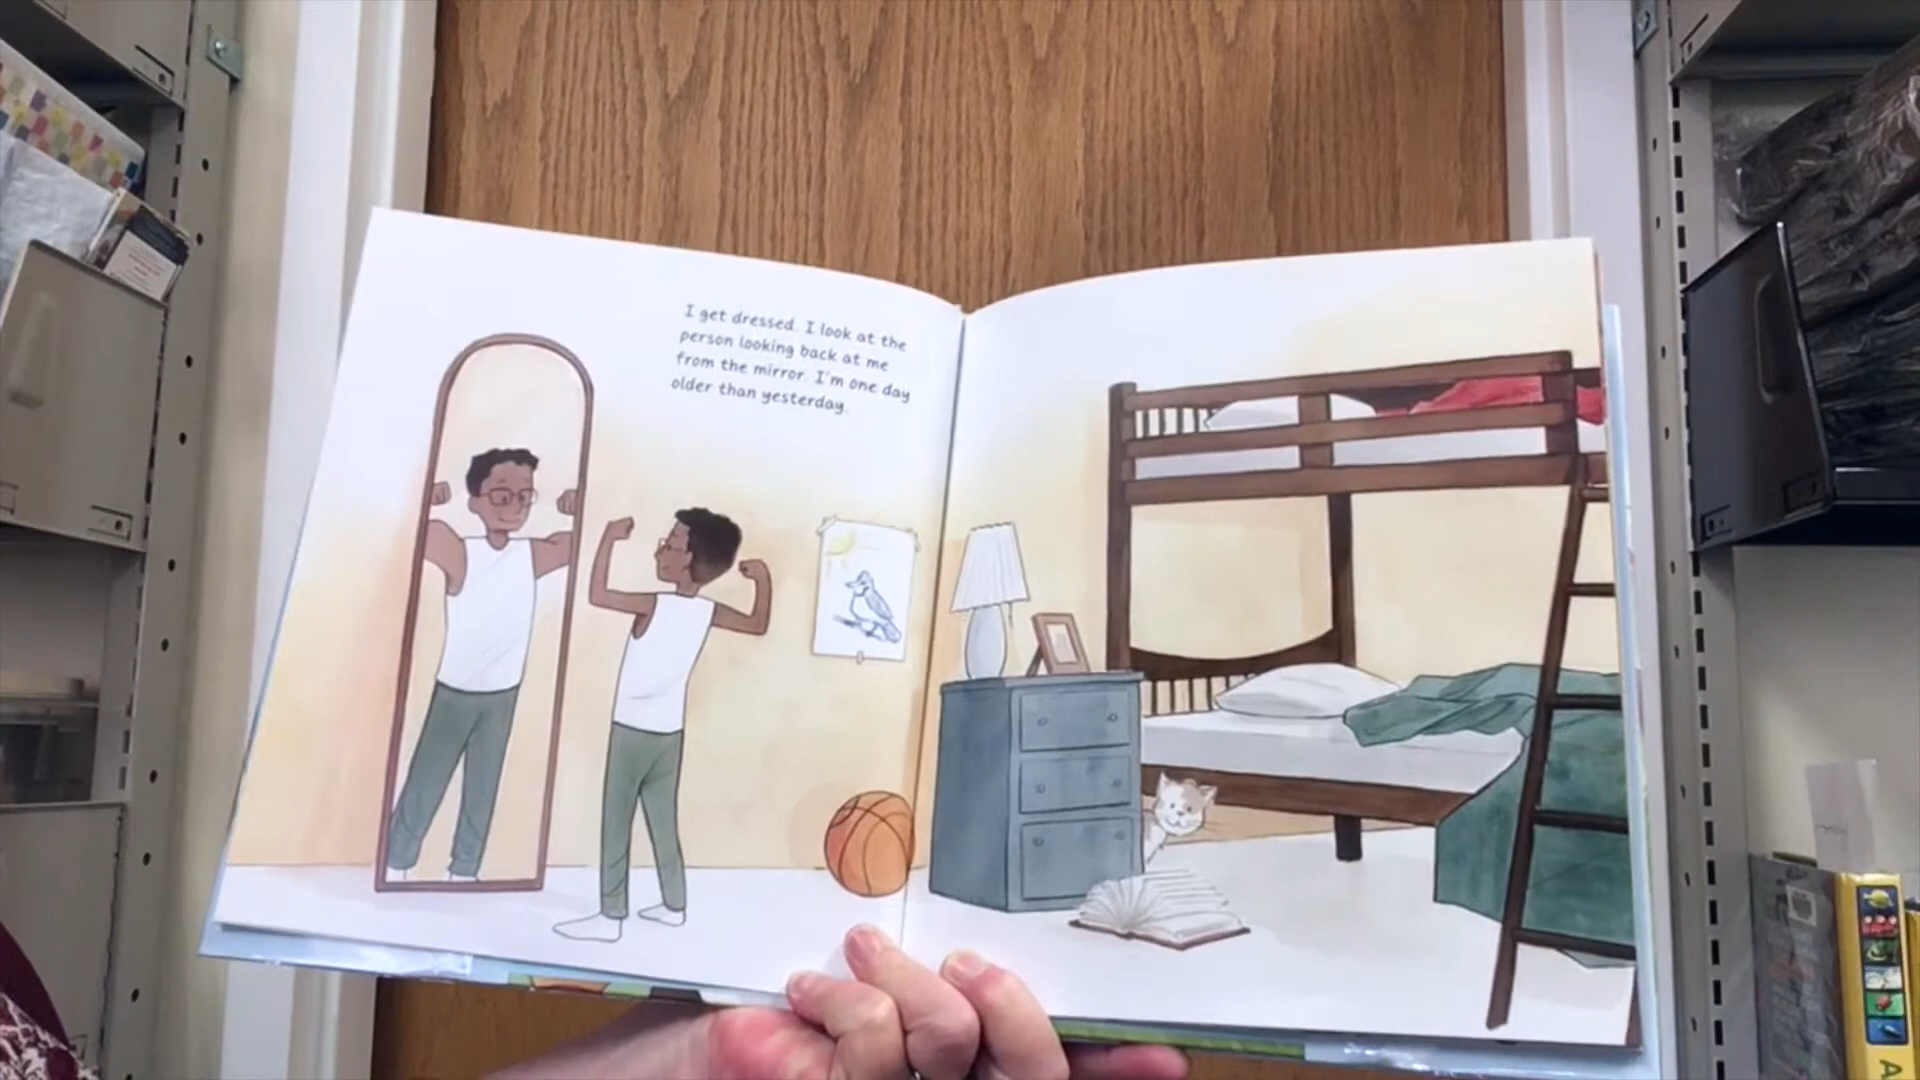 I get dressed. I look at the
person looking back at me
from the mirror. I'm one day
older than yesterday.
A